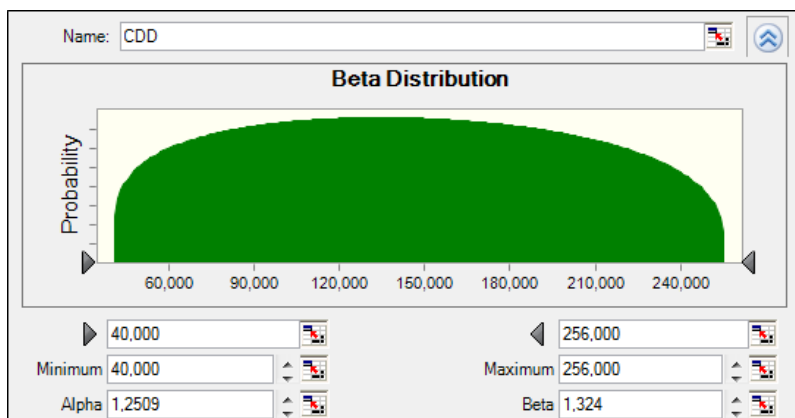 Name: CDD
Beta Distribution
Probability
60,000 90,000 120,000 150,000 180,000 210,000 240,000
40,000 256,000
Minimum 40,000 Maximum 256,000
Alpha 1,2509 Beta 1,324